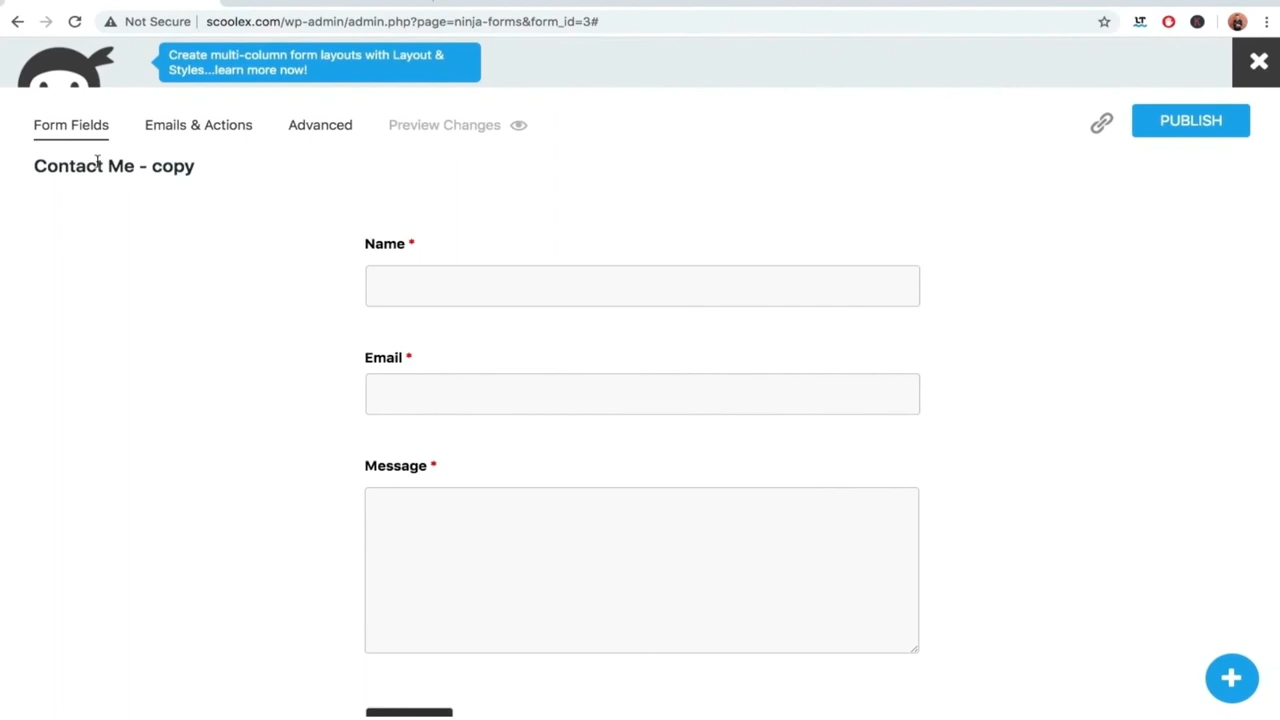 Not Secure | scoolex.com/wp-admin/admin.php?page=ninja-forms&form_id=3#
LT K
Create multi-column form layouts with Layout &
Styles...learn more now!
Form Fields Emails & Actions Advanced Preview Changes PUBLISH
Contact Me - copy
Name *
Email *
Message *